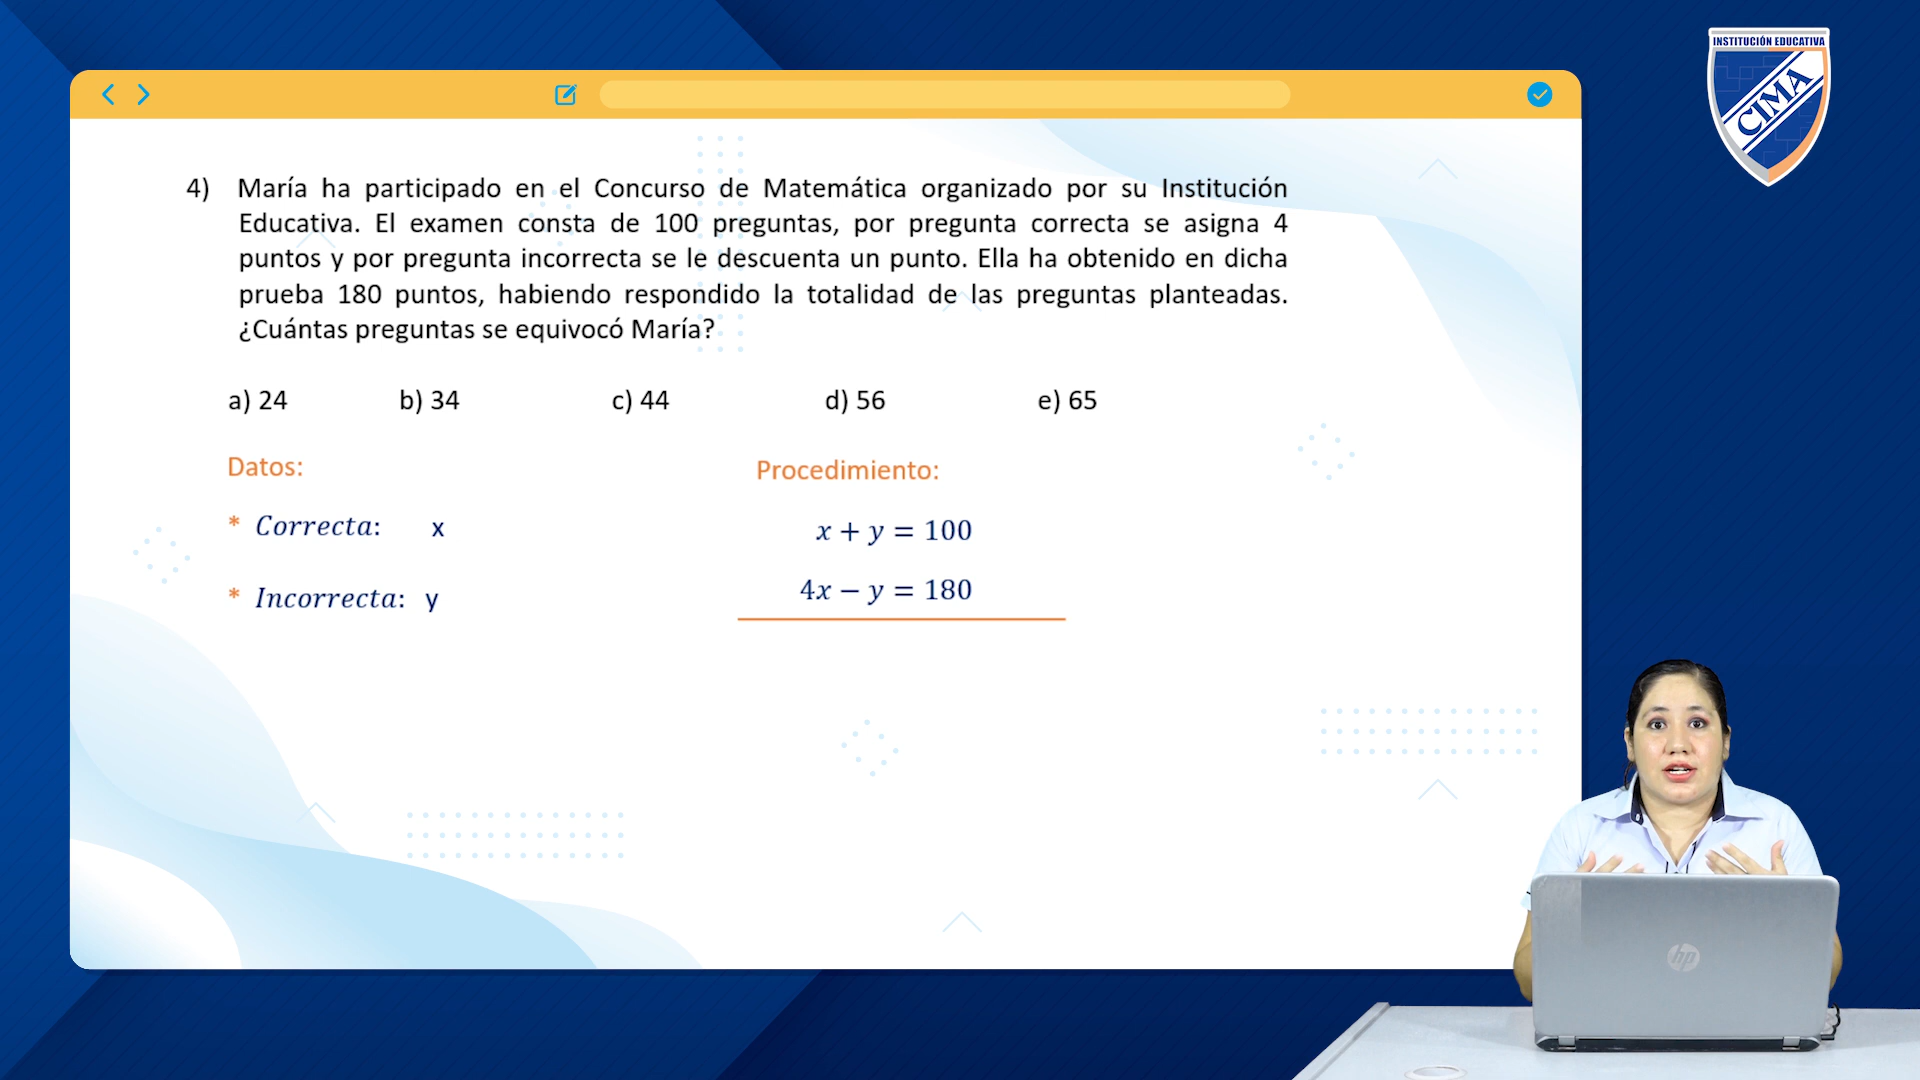 INSTITUCIÓN EDUCATIVA
CIMA
4) María ha participado en el Concurso de Matemática organizado por su Institución
Educativa. El examen consta de 100 preguntas, por pregunta correcta se asigna 4
puntos y por pregunta incorrecta se le descuenta un punto. Ella ha obtenido en dicha
prueba 180 puntos, habiendo respondido la totalidad de las preguntas planteadas.
¿Cuántas preguntas se equivocó María?
a) 24 b) 34 c) 44 d) 56 e) 65
Datos:
* Correcta: x
* Incorrecta: y
Procedimiento:
x + y = 100
4x − y = 180
hp